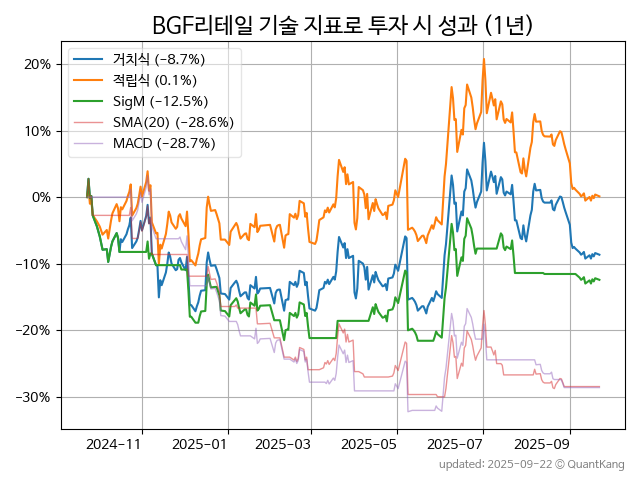 BGF리테일 기술 지표로 투자 시 성과 (1년)
거치식 (-8.7%)
적립식 (0.1%)
SigM (-12.5%)
SMA(20) (-28.6%)
MACD (-28.7%)
20%
10%
0%
-10%
-20%
-30%
2024-11 2025-01 2025-03 2025-05 2025-07 2025-09
updated: 2025-09-22 © QuantKang